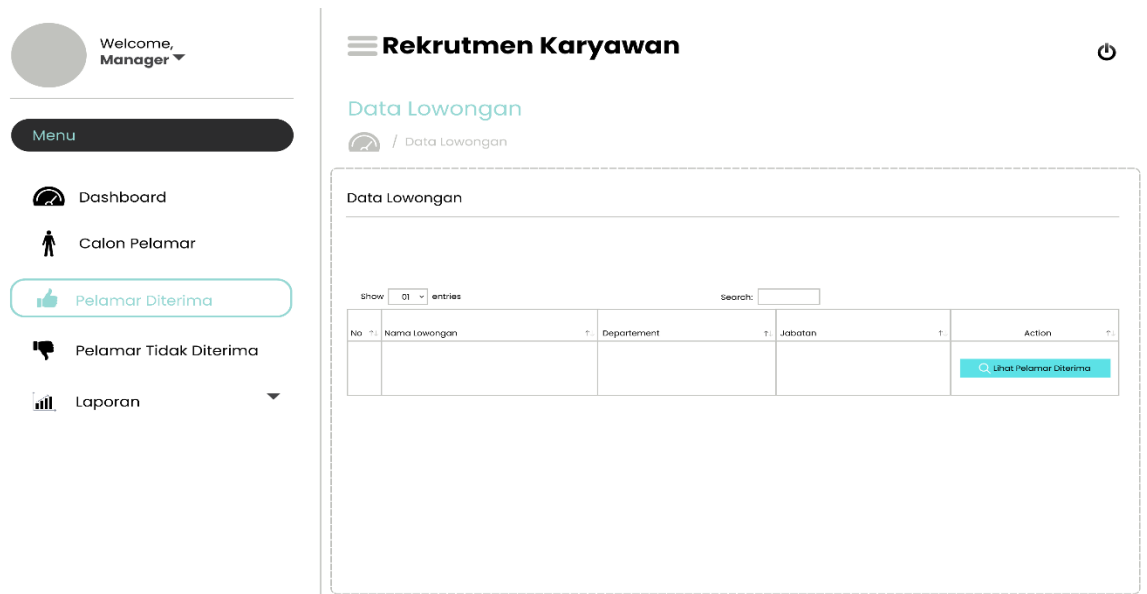 Welcome,
Manager
Menu
Dashboard
Calon Pelamar
Pelamar Diterima
Pelamar Tidak Diterima
Laporan
Rekrutmen Karyawan
Data Lowongan
/ Data Lowongan
Data Lowongan
Show 01 entries
Search:
No Nama Lowongan Departement Jabatan Action
Lihat Pelamar Diterima